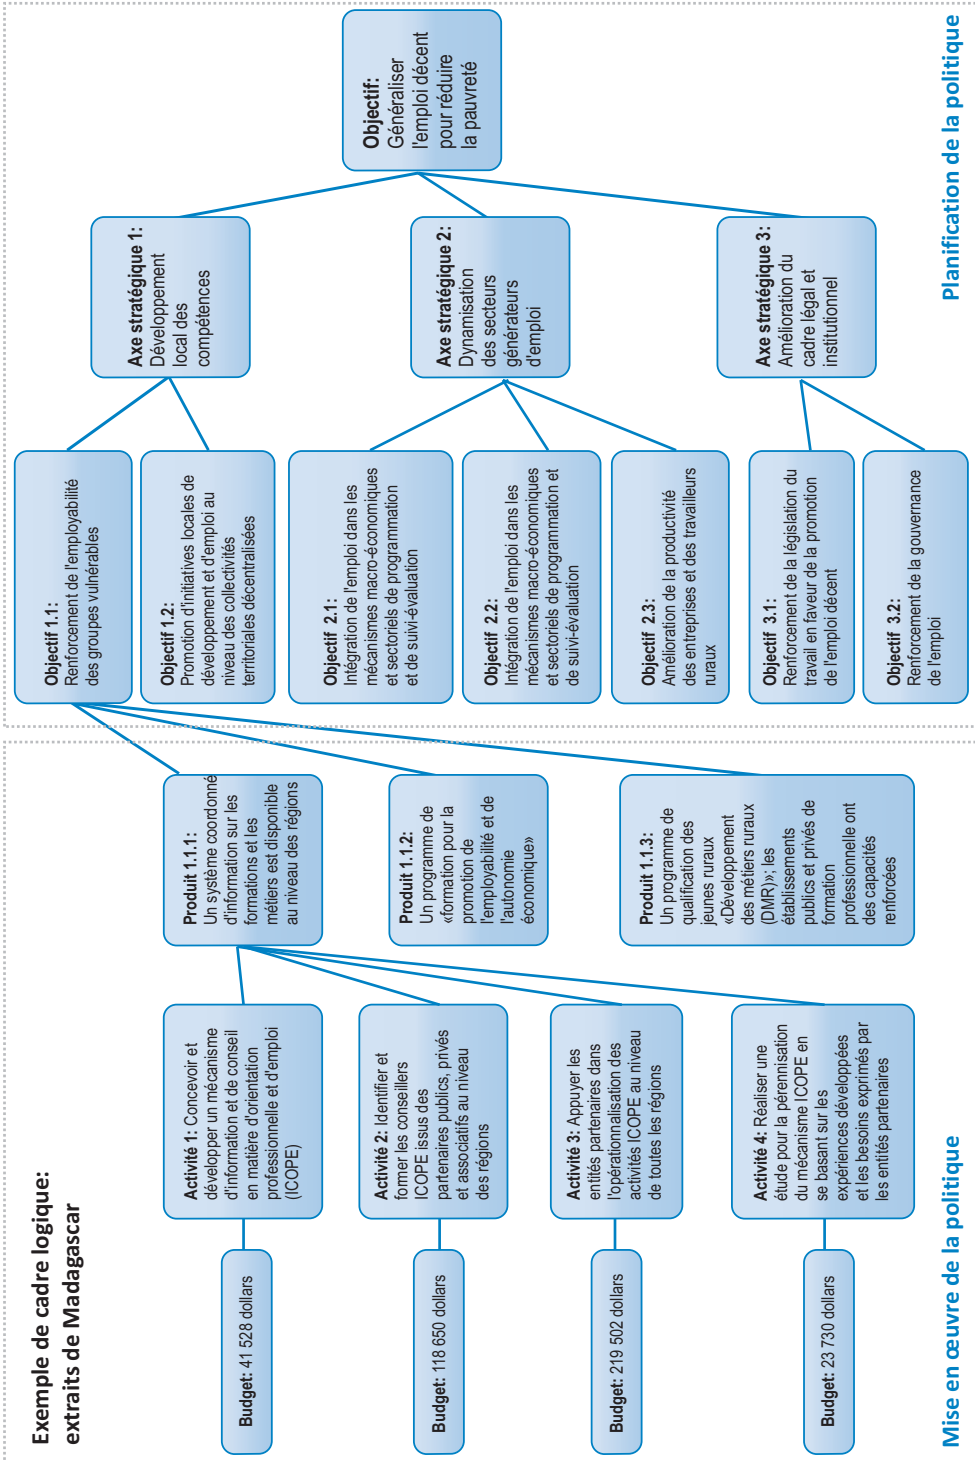 Exemple de cadre logique:
extraits de Madagascar
Objectif:
Généraliser
l'emploi décent
pour réduire
la pauvreté
Axe stratégique 1:
Développement
local des
compétences
Axe stratégique 2:
Dynamisation
des secteurs
générateurs
d'emploi
Axe stratégique 3:
Amélioration du
cadre légal et
institutionnel
Objectif 1.1:
Renforcement de l'employabilité
des groupes vulnérables
Objectif 1.2:
Promotion d'initiatives locales de
développement et d'emploi au
niveau des collectivités
territoriales décentralisées
Objectif 2.1:
Intégration de l'emploi dans les
mécanismes macro-économiques
et sectoriels de programmation
et de suivi-évaluation
Objectif 2.2:
Intégration de l'emploi dans les
mécanismes macro-économiques
et sectoriels de programmation et
de suivi-évaluation
Objectif 2.3:
Amélioration de la productivité
des entreprises et des travailleurs
ruraux
Objectif 3.1:
Renforcement de la législation du
travail en faveur de la promotion
de l'emploi décent
Objectif 3.2:
Renforcement de la gouvernance
de l'emploi
Planification de la politique
Produit 1.1.1:
Un système coordonné
d'information sur les
formations et les
métiers est disponible
au niveau des régions
Produit 1.1.2:
Un programme de
«formation pour la
promotion de
l'employabilité et de
l'autonomie
économique»
Produit 1.1.3:
Un programme de
qualification des
jeunes ruraux
«Développement
des métiers ruraux
(DMR)»; les
établissements
publics et privés de
formation
professionnelle ont
des capacités
renforcées
Activité 1: Concevoir et
développer un mécanisme
d'information et de conseil
en matière d'orientation
professionnelle et d'emploi
(ICOPE)
Activité 2: Identifier et
former les conseillers
ICOPE issus des
partenaires publics, privés
et associatifs au niveau
des régions
Activité 3: Appuyer les
entités partenaires dans
l'opérationnalisation des
activités ICOPE au niveau
de toutes les régions
Activité 4: Réaliser une
étude pour la pérennisation
du mécanisme ICOPE en
se basant sur les
expériences développées
et les besoins exprimés par
les entités partenaires
Budget: 41 528 dollars
Budget: 118 650 dollars
Budget: 219 502 dollars
Budget: 23 730 dollars
Mise en œuvre de la politique